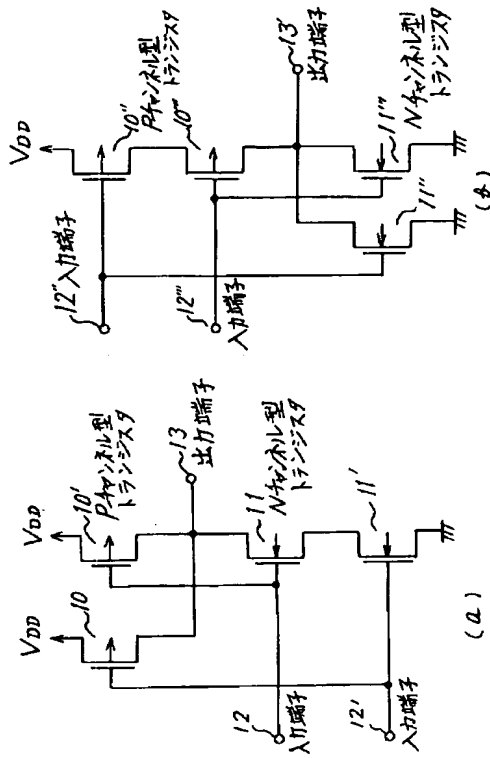 VDD
VDD
10
10'
Pチャンネル型
トランジスタ
13
出力端子
12
入力端子
11
Nチャンネル型
トランジスタ
12'
入力端子
11'
(a)
VDD
12"入力端子
10"
Pチャンネル型
トランジスタ
10'''
12'''
入力端子
13'
出力端子
11'''
Nチャンネル型
トランジスタ
11"
(b)